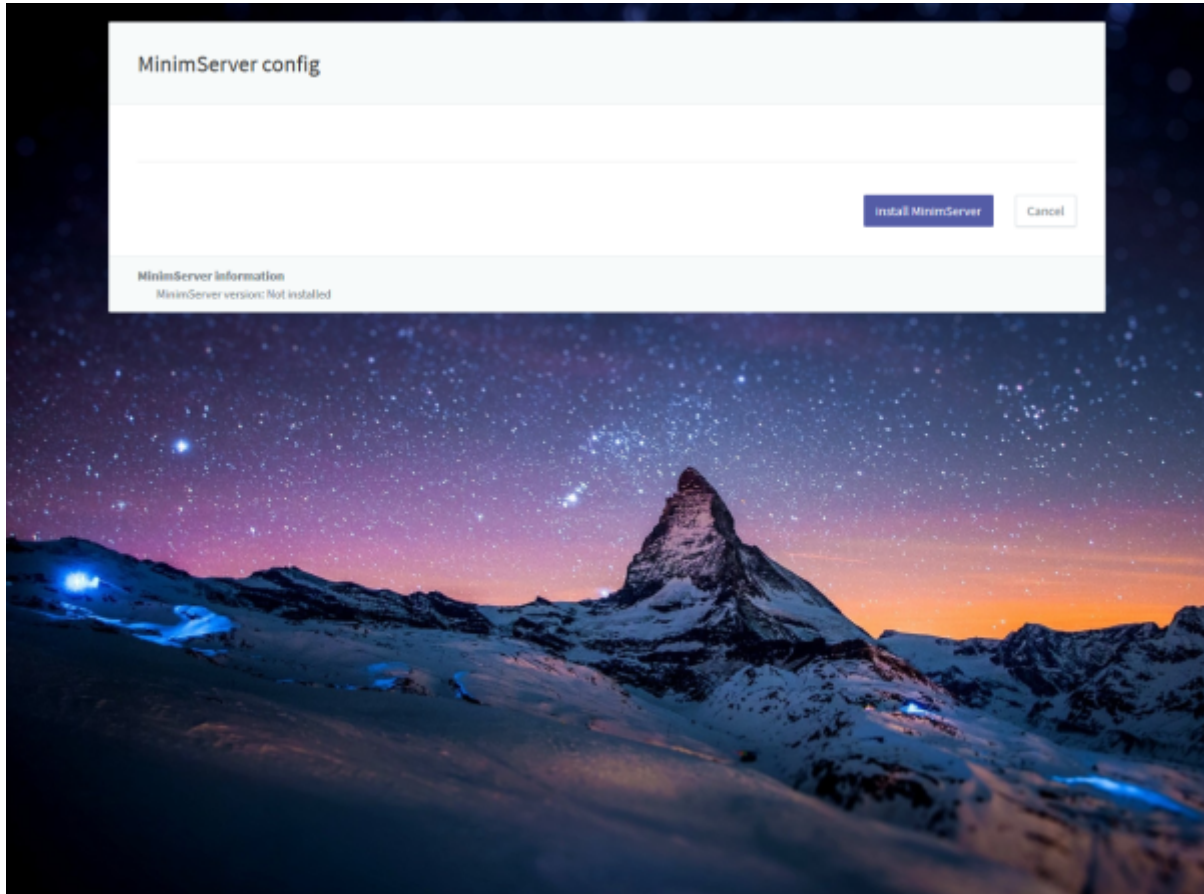 MinimServer config
Install MinimServer
Cancel
MinimServer information
MinimServer version: Not installed